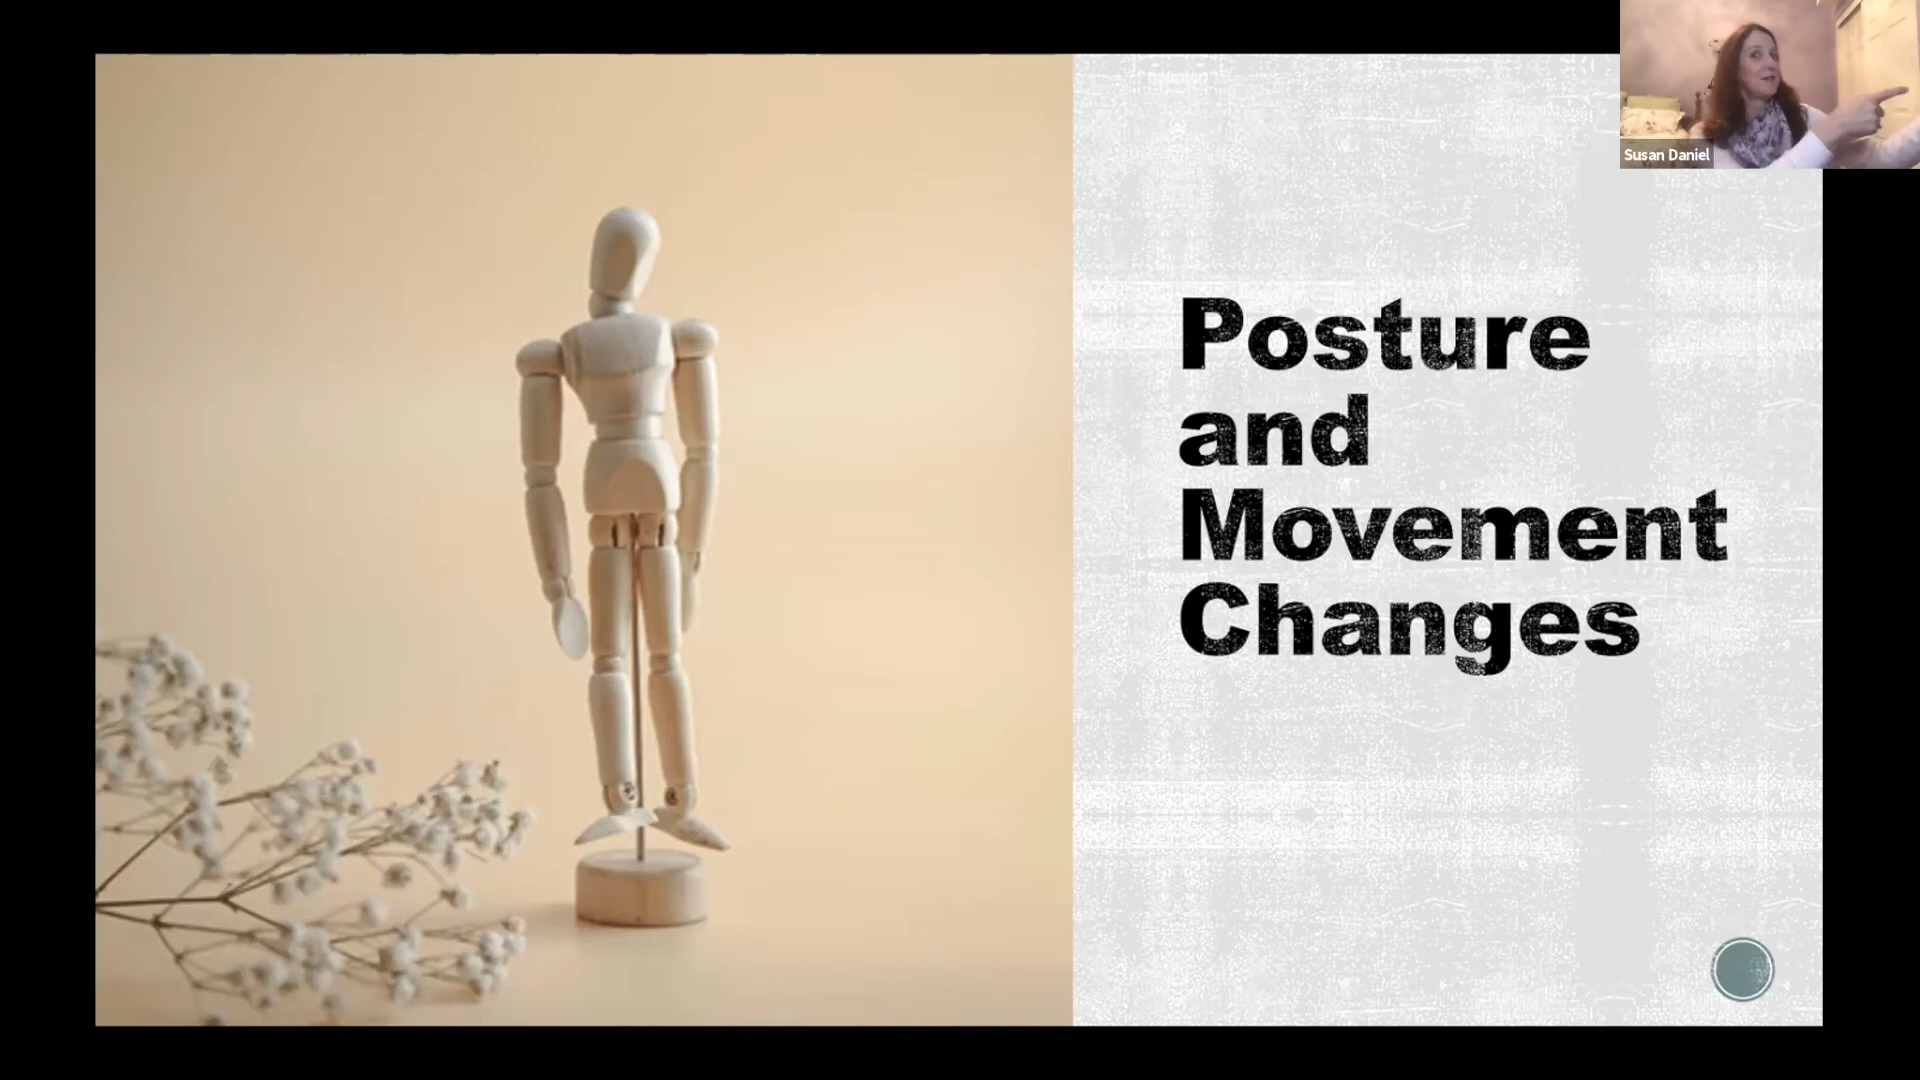 Susan Daniel
Posture
and
Movement
Changes